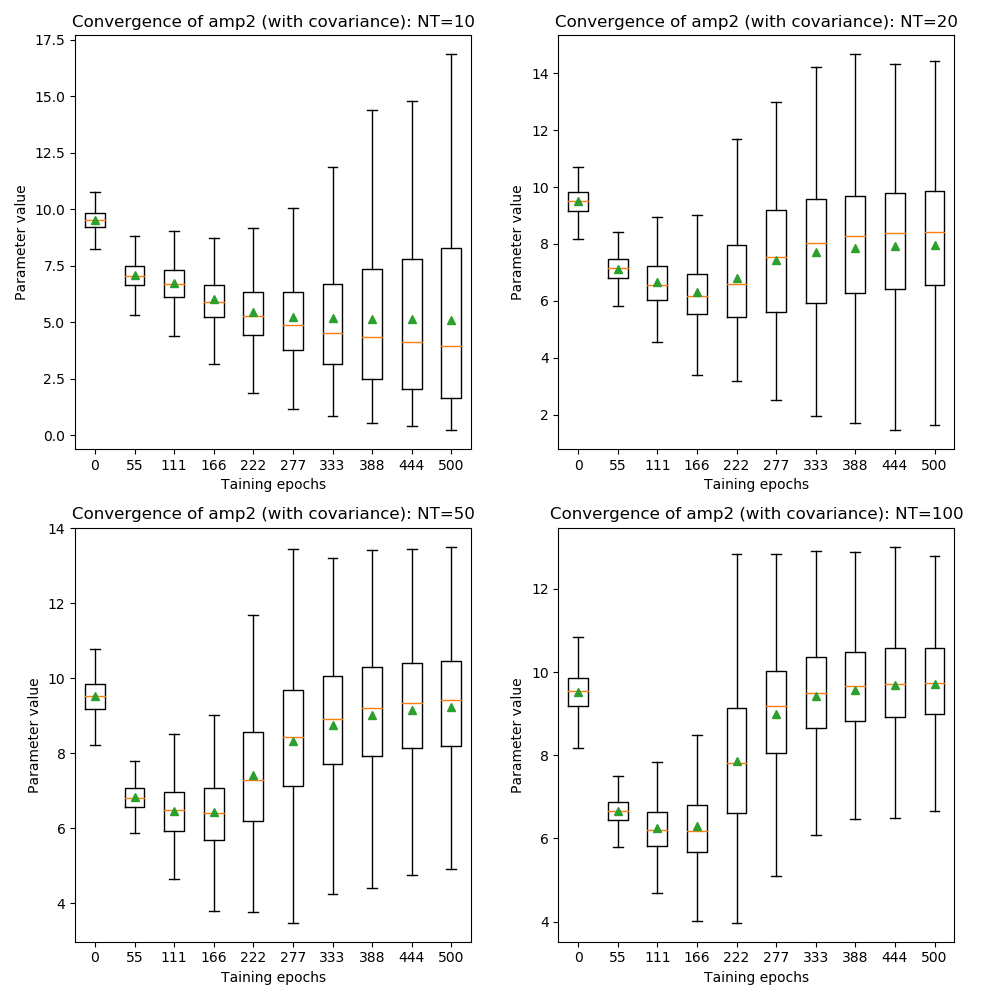 Convergence of amp2 (with covariance): NT=10
Parameter value
17.5
15.0
12.5
10.0
7.5
5.0
2.5
0.0
0 55 111 166 222 277 333 388 444 500
Taining epochs
Convergence of amp2 (with covariance): NT=20
Parameter value
14
12
10
8
6
4
2
0 55 111 166 222 277 333 388 444 500
Taining epochs
Convergence of amp2 (with covariance): NT=50
Parameter value
14
12
10
8
6
4
0 55 111 166 222 277 333 388 444 500
Taining epochs
Convergence of amp2 (with covariance): NT=100
Parameter value
12
10
8
6
4
0 55 111 166 222 277 333 388 444 500
Taining epochs